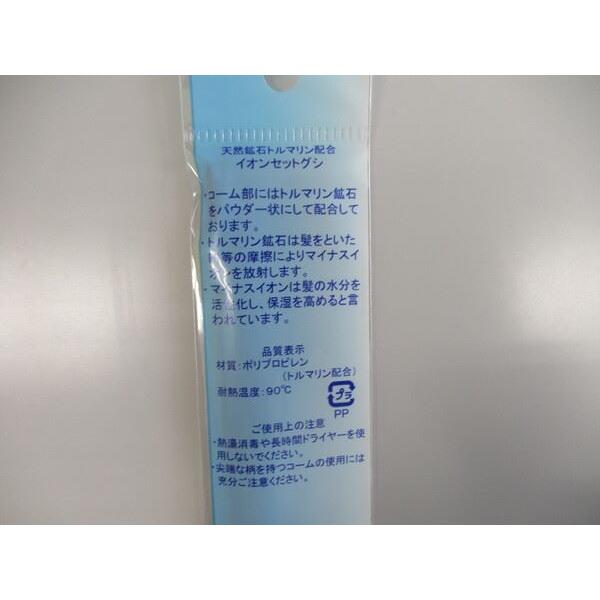 天然鉱石トルマリン配合
イオンセットグシ
・コーム部にはトルマリン鉱石
をパウダー状にして配合して
おります。
・トルマリン鉱石は髪をといた
等の摩擦によりマイナスイ
オンを放射します。
・マイナスイオンは髪の水分を
活性化し、保湿を高めると言
われています。
品質表示
材質:ポリプロピレン
(トルマリン配合)
耐熱温度:90℃
プラ
PP
ご使用上の注意
・熱湯消毒や長時間ドライヤーを使
用しないでください。
・尖端な柄を持つコームの使用には
充分ご注意ください。